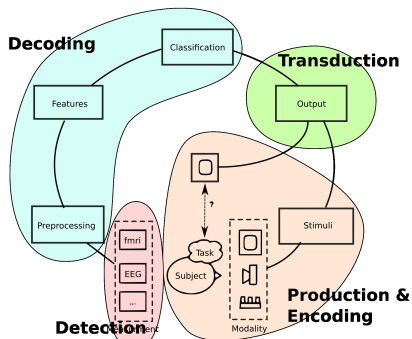 Decoding
Classification
Transduction
Features
Output
?
Preprocessing
fmri
Stimuli
Task
EEG
Subject
...
Production &
Encoding
Detection
Modality